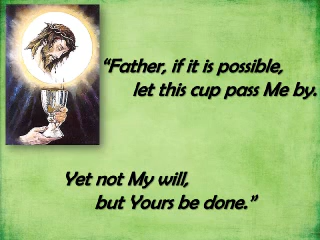 “Father, if it is possible,
let this cup pass Me by.
Yet not My will,
but Yours be done.”